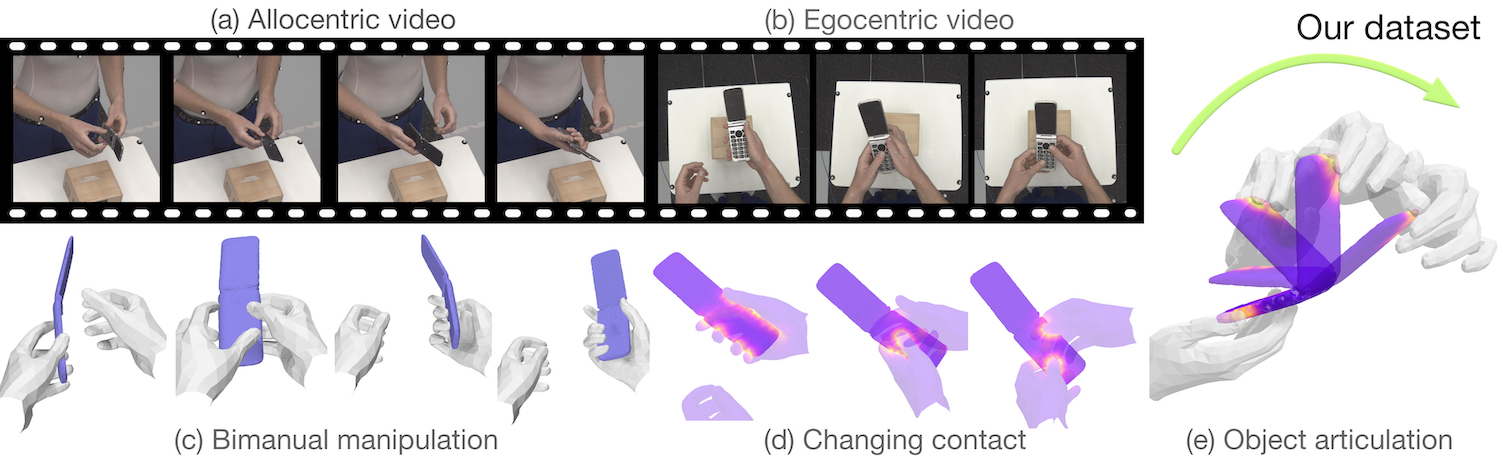 (a) Allocentric video
(b) Egocentric video
Our dataset
(c) Bimanual manipulation
(d) Changing contact
(e) Object articulation